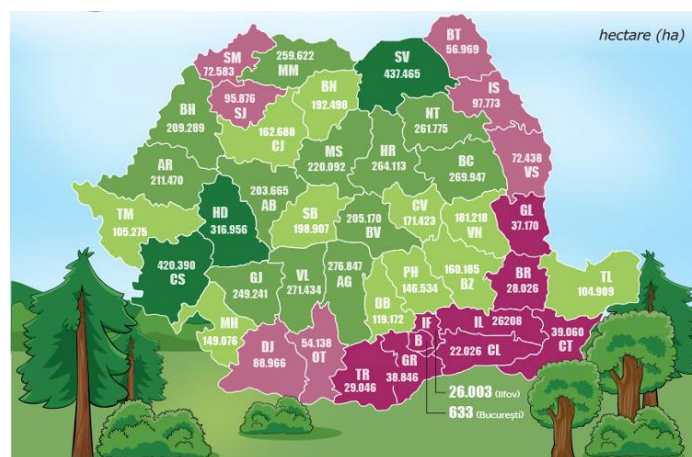 hectare (ha)
BT
56.969
SM
72.583
259.622
MM
SV
437.465
BN
192.498
IS
97.773
95.876
SJ
BH
209.289
162.688
CJ
NT
261.775
MS
220.092
HR
264.113
BC
269.947
72.438
VS
AR
211.470
203.665
AB
TM
105.275
HD
316.956
SB
198.907
205.170
BV
CV
171.423
181.218
VN
GL
37.170
420.390
CS
GJ
249.241
VL
271.434
276.847
AG
PH
146.534
160.185
BZ
BR
28.026
TL
104.909
DB
119.172
MH
149.076
DJ
88.966
54.138
OT
TR
29.046
GR
38.846
IF
B
IL 26208
22.026 CL
39.060
CT
26.003 (Ilfov)
633 (București)